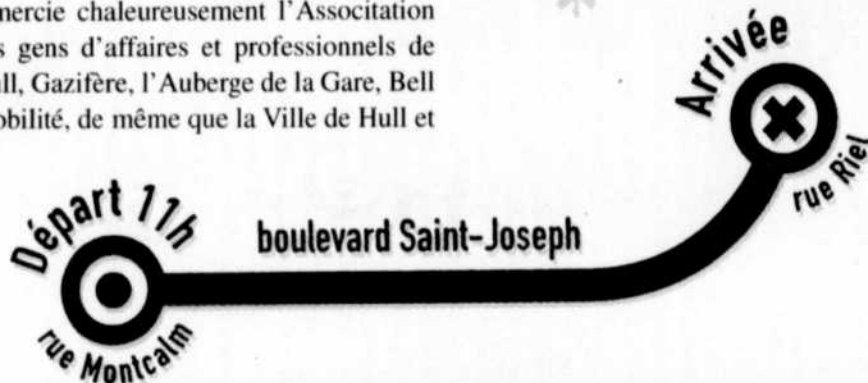 nercie chaleureusement l'Associtation
s gens d'affaires et professionnels de
ll, Gazifère, l'Auberge de la Gare, Bell
obilité, de même que la Ville de Hull et
Arrivée
rue Riel
Départ 11h
boulevard Saint-Joseph
rue Montcalm